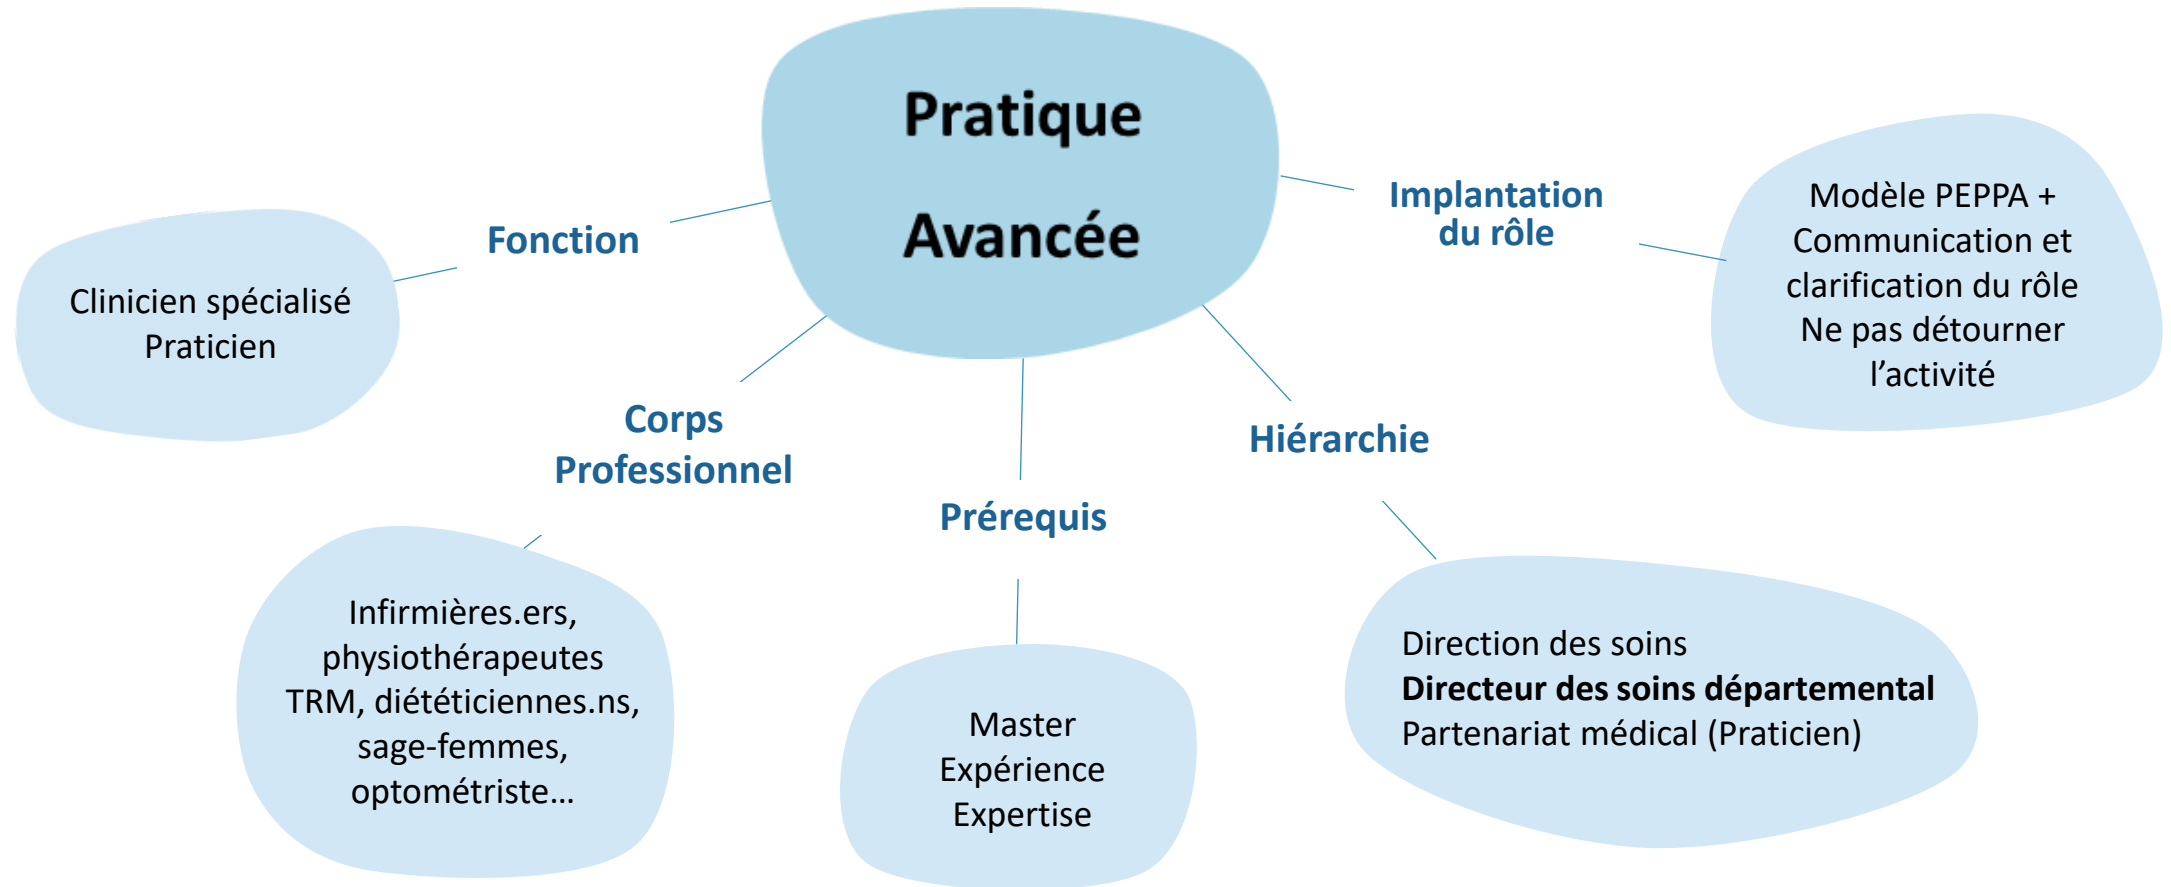 Pratique
Avancée
Fonction
Clinicien spécialisé
Praticien
Corps
Professionnel
Infirmières.ers,
physiothérapeutes
TRM, diététiciennes.ns,
sage-femmes,
optométriste…
Prérequis
Master
Expérience
Expertise
Hiérarchie
Direction des soins
Directeur des soins départemental
Partenariat médical (Praticien)
Implantation
du rôle
Modèle PEPPA +
Communication et
clarification du rôle
Ne pas détourner
l’activité